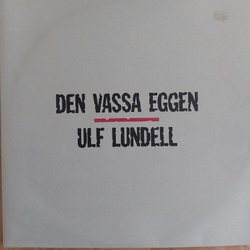 DEN VASSA EGGEN
ULF LUNDELL